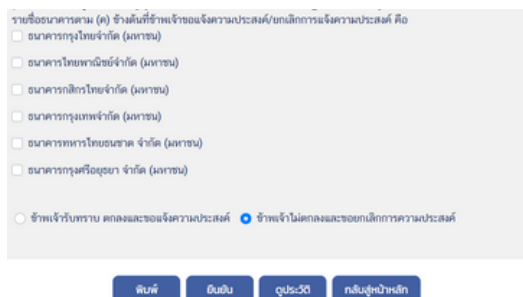 รายชื่อธนาคารตาม (ค) ข้างต้นที่ข้าพเจ้าขอแจ้งความประสงค์/ยกเลิกการแจ้งความประสงค์ คือ
ธนาคารกรุงไทยจำกัด (มหาชน)
ธนาคารไทยพาณิชย์จำกัด (มหาชน)
ธนาคารกสิกรไทยจำกัด (มหาชน)
ธนาคารกรุงเทพจำกัด (มหาชน)
ธนาคารทหารไทยธนชาต จำกัด (มหาชน)
ธนาคารกรุงศรีอยุธยา จำกัด (มหาชน)
ข้าพเจ้ารับทราบ ตกลงและขอแจ้งความประสงค์ ข้าพเจ้าไม่ตกลงและขอยกเลิกการความประสงค์
พิมพ์ ยืนยัน ดูประวัติ กลับสู่หน้าหลัก